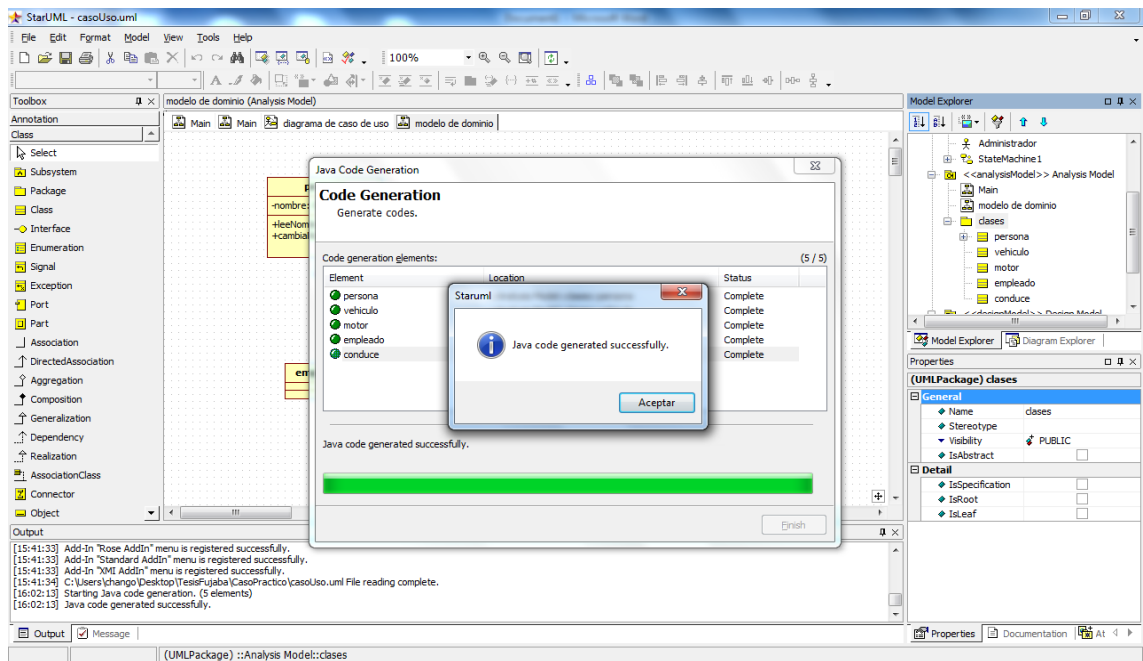 StarUML - casoUso.uml
File Edit Format Model View Tools Help
100%
Toolbox
modelo de dominio (Analysis Model)
Model Explorer
Annotation
Class
Main Main diagrama de caso de uso modelo de dominio
Select
Subsystem
Package
Class
Interface
Enumeration
Signal
Exception
Port
Part
Association
DirectedAssociation
Aggregation
Composition
Generalization
Dependency
Realization
AssociationClass
Connector
Object
-nombre:
+leeNom
+cambial
em
Java Code Generation
Code Generation
Generate codes.
Code generation elements: (5 / 5)
Element Location Status
persona Complete
vehiculo Complete
motor Complete
empleado Complete
conduce Complete
Staruml
Java code generated successfully.
Aceptar
Java code generated successfully.
Finish
Administrador
StateMachine1
<<analysisModel>> Analysis Model
Main
modelo de dominio
clases
persona
vehiculo
motor
empleado
conduce
<<designModel>> Design Model
Model Explorer Diagram Explorer
Properties
(UMLPackage) clases
General
Name clases
Stereotype
Visibility PUBLIC
IsAbstract
Detail
IsSpecification
IsRoot
IsLeaf
Output
[15:41:33] Add-In "Rose AddIn" menu is registered successfully.
[15:41:33] Add-In "Standard AddIn" menu is registered successfully.
[15:41:33] Add-In "XMI AddIn" menu is registered successfully.
[15:41:34] C:\Users\chango\Desktop\TesisFujaba\CasoPractico\casoUso.uml File reading complete.
[16:02:13] Starting Java code generation. (5 elements)
[16:02:13] Java code generated successfully.
Output Message
Properties Documentation At
(UMLPackage) ::Analysis Model::clases